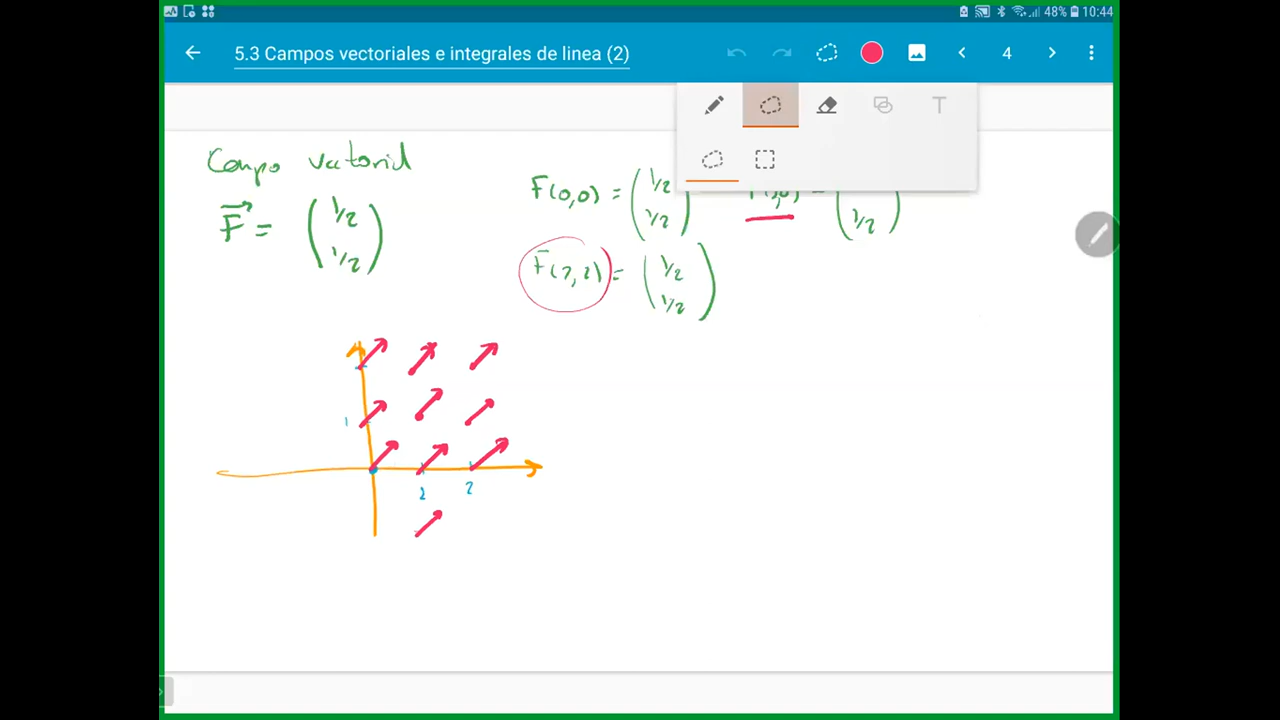 48% 10:44
5.3 Campos vectoriales e integrales de linea (2) 4
T
Campo vectorial
F = (1/2 1/2)
F(0,0) = (1/2 1/2)
1/2
F(2,2) = (1/2 1/2)
1
2 2